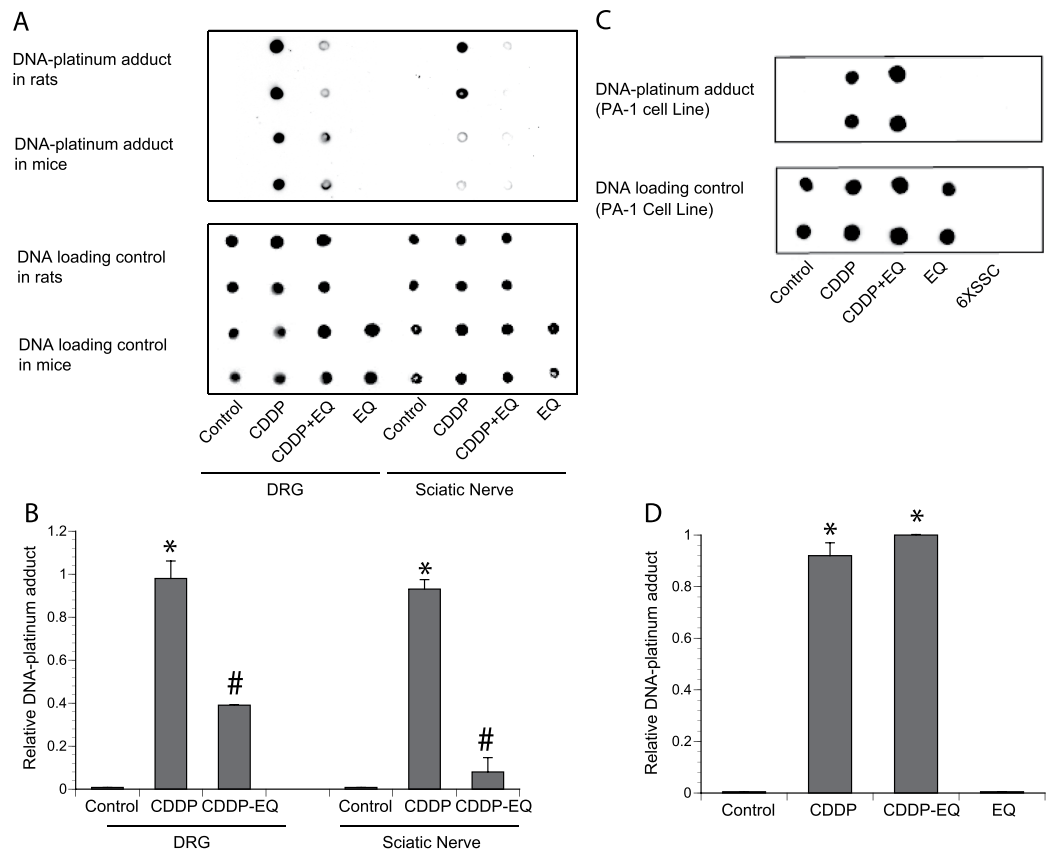 A
DNA-platinum adduct
in rats
DNA-platinum adduct
in mice
DNA loading control
in rats
DNA loading control
in mice
Control
CDDP
CDDP+EQ
EQ
Control
CDDP
CDDP+EQ
EQ
DRG
Sciatic Nerve
C
DNA-platinum adduct
(PA-1 cell Line)
DNA loading control
(PA-1 Cell Line)
Control
CDDP
CDDP+EQ
EQ
6XSSC
B
Relative DNA-platinum adduct
1.2
1
0.8
0.6
0.4
0.2
0
*
#
*
#
Control CDDP CDDP-EQ Control CDDP CDDP-EQ
DRG Sciatic Nerve
D
Relative DNA-platinum adduct
1
0.8
0.6
0.4
0.2
0
*
*
Control CDDP CDDP-EQ EQ